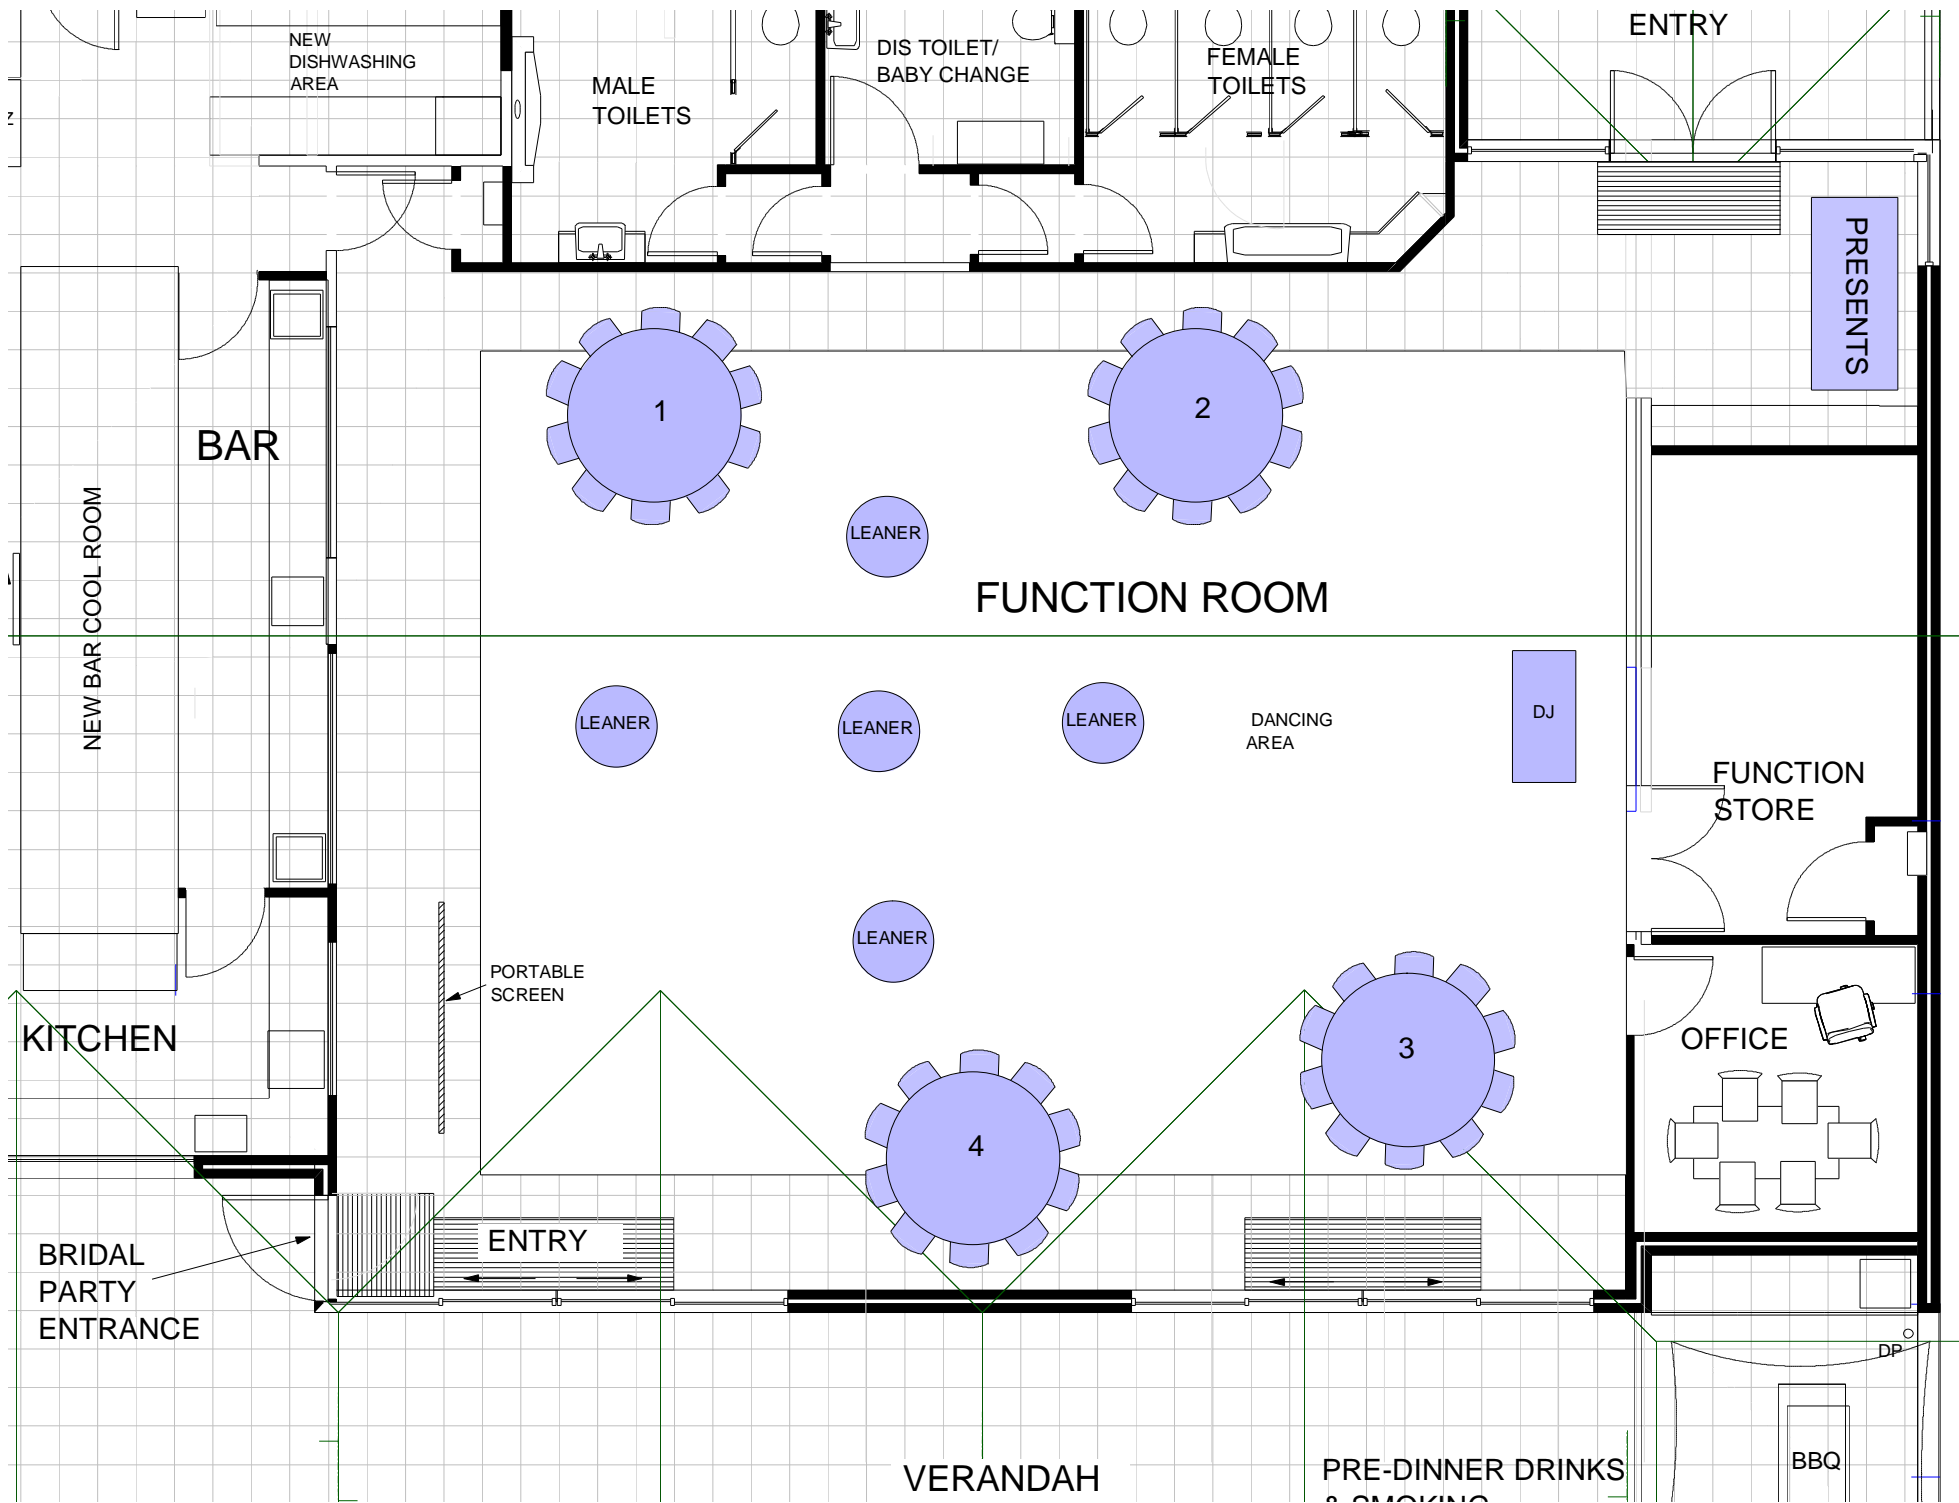 NEW
DISHWASHING
AREA
MALE
TOILETS
DIS TOILET/
BABY CHANGE
FEMALE
TOILETS
ENTRY
PRESENTS
1
2
BAR
NEW BAR COOL ROOM
LEANER
FUNCTION ROOM
LEANER
LEANER
LEANER
DANCING
AREA
DJ
FUNCTION
STORE
LEANER
PORTABLE
SCREEN
KITCHEN
OFFICE
3
4
ENTRY
BRIDAL
PARTY
ENTRANCE
DP
BBQ
VERANDAH
PRE-DINNER DRINKS
& SMOKING